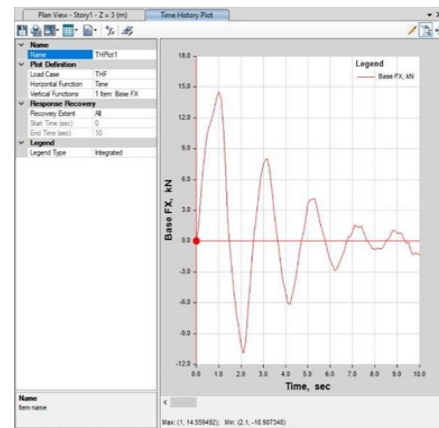 Plan View - Story1 - Z = 3 (m)
Time History Plot
Name
Name THPlot1
Plot Definition
Load Case THF
Horizontal Function Time
Vertical Functions 1 Item: Base FX
Response Recovery
Recovery Extent All
Start Time (sec) 0
End Time (sec) 10
Legend
Legend Type Integrated
Name
Item name
Legend
Base FX, kN
18.0
15.0
12.0
9.0
6.0
3.0
0.0
-3.0
-6.0
-9.0
-12.0
Base FX, kN
0.0 1.0 2.0 3.0 4.0 5.0 6.0 7.0 8.0 9.0 10.0
Time, sec
Max: (1, 14.559492); Min: (2.1, -10.907348)